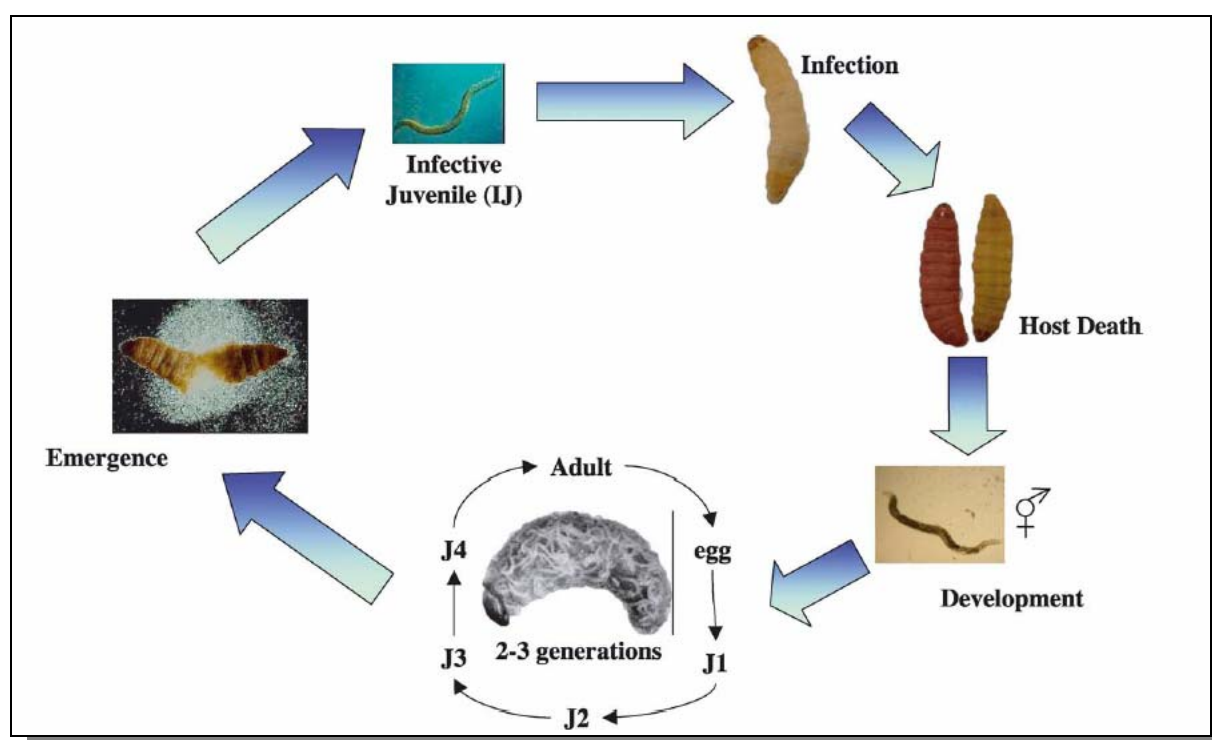 Infection
Infective
Juvenile (IJ)
Host Death
Emergence
Adult
J4
egg
Development
J3
2-3 generations
J1
J2